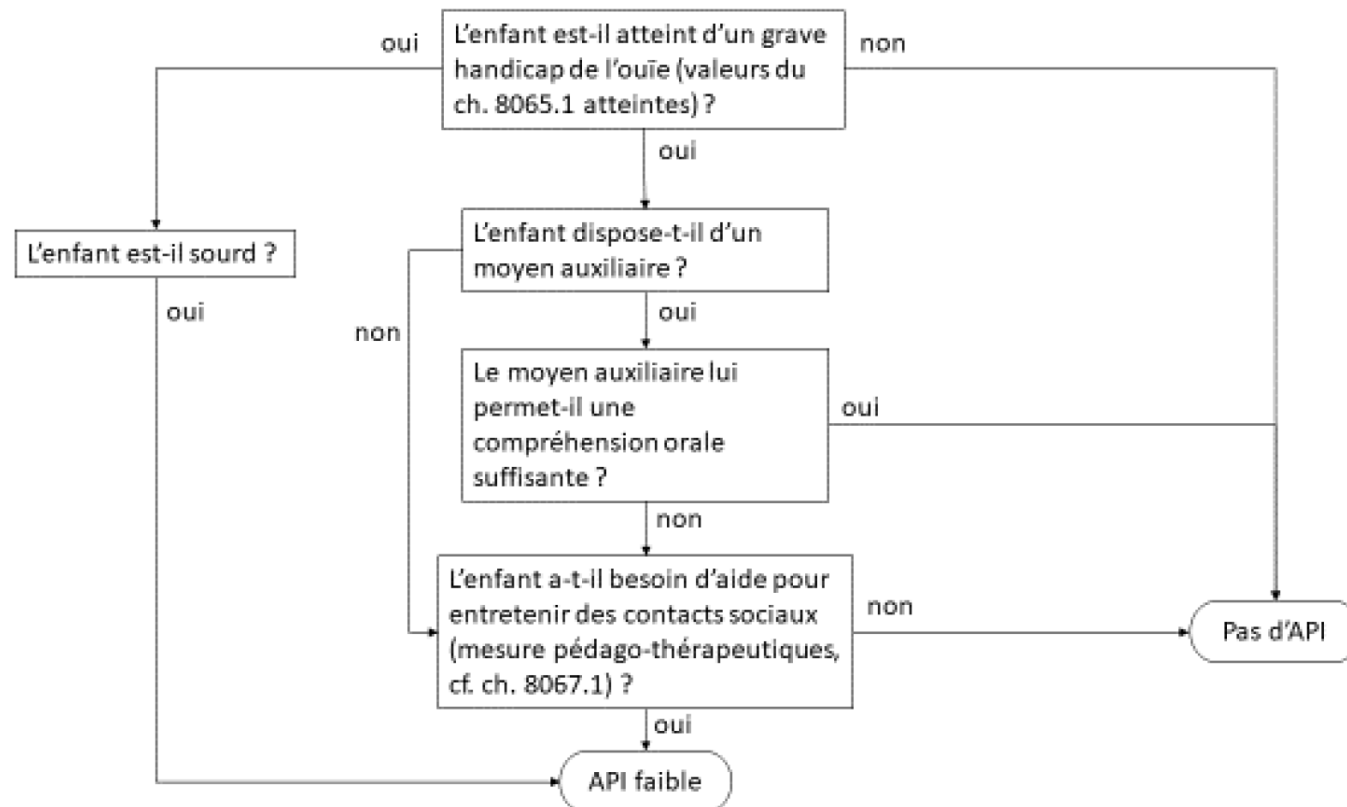 oui
L'enfant est-il atteint d'un grave
handicap de l'ouïe (valeurs du
ch. 8065.1 atteintes) ?
non
oui
L'enfant est-il sourd ?
L'enfant dispose-t-il d'un
moyen auxiliaire ?
oui
non
oui
Le moyen auxiliaire lui
permet-il une
compréhension orale
suffisante ?
oui
non
L'enfant a-t-il besoin d'aide pour
entretenir des contacts sociaux
(mesure pédago-thérapeutiques,
cf. ch. 8067.1) ?
non
Pas d'API
oui
API faible